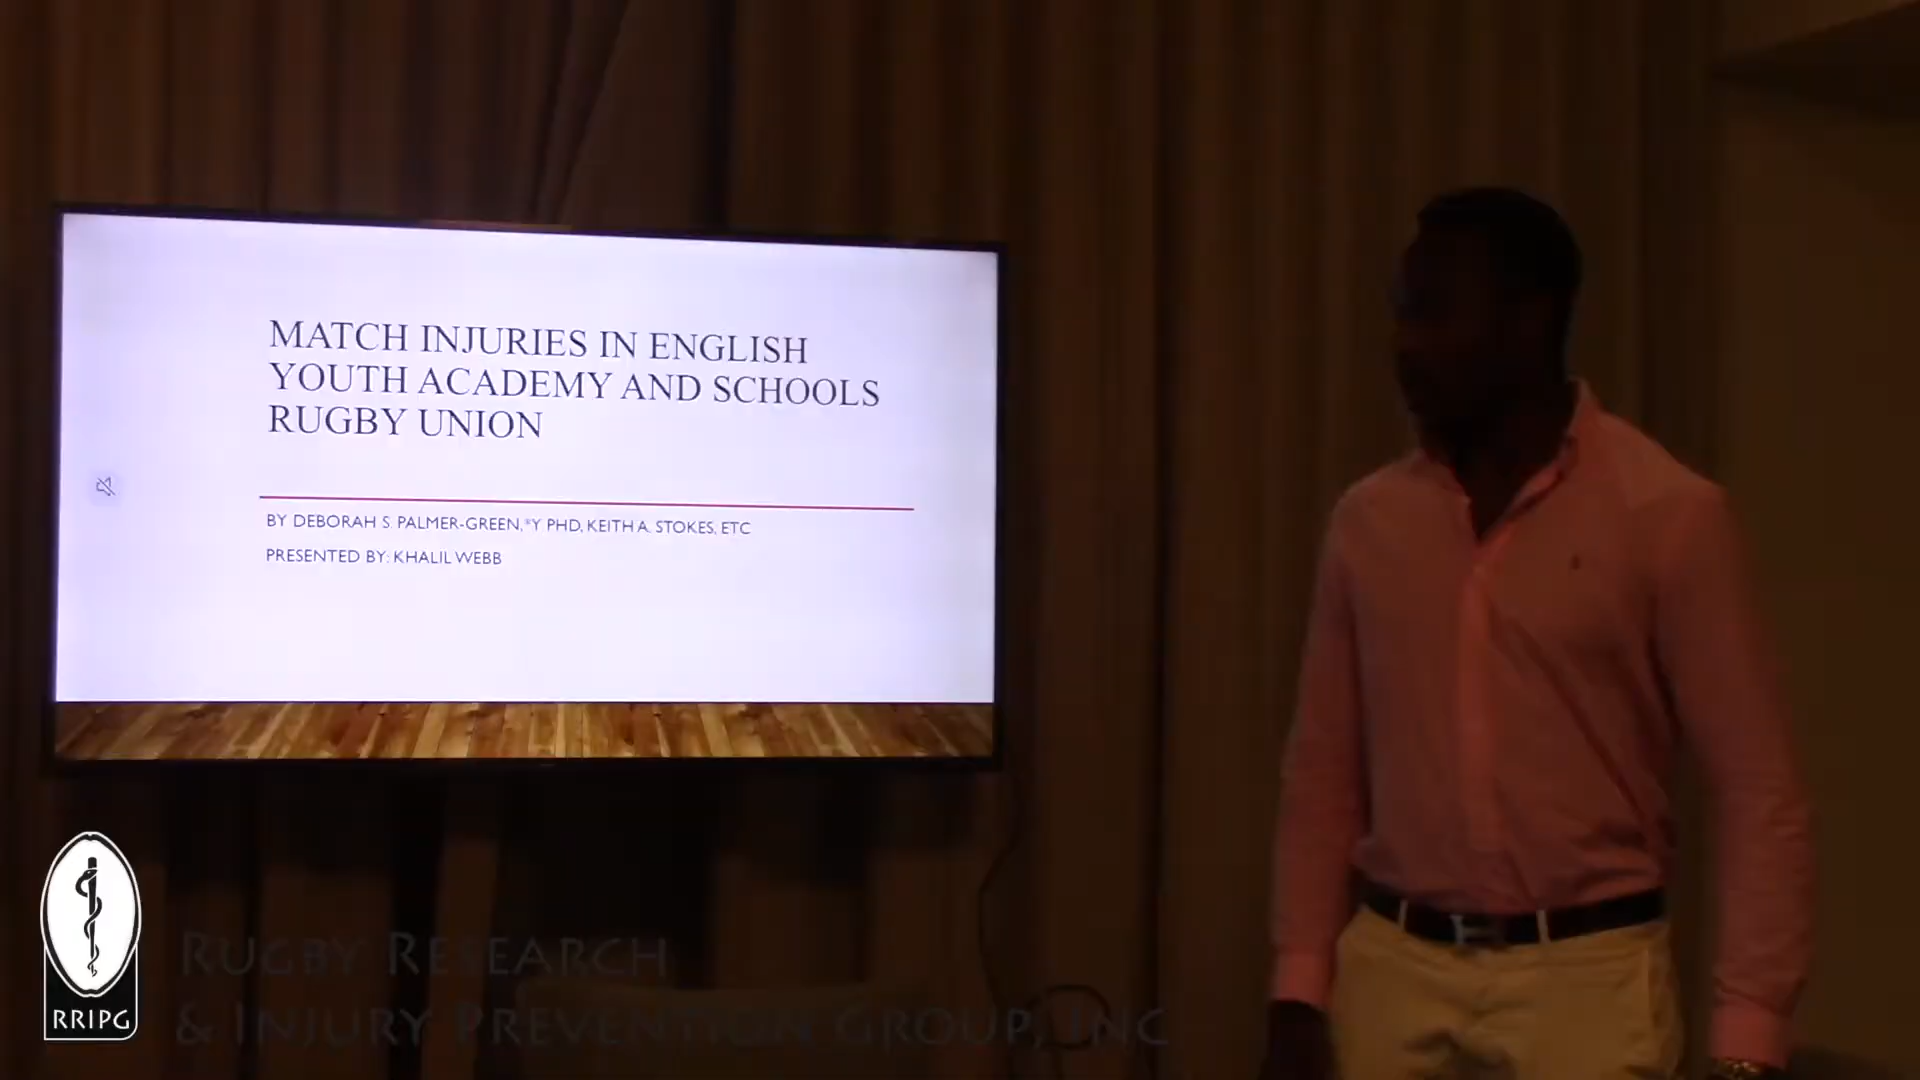 MATCH INJURIES IN ENGLISH
YOUTH ACADEMY AND SCHOOLS
RUGBY UNION
BY DEBORAH S. PALMER-GREEN,*Y PHD, KEITH A. STOKES, ETC
PRESENTED BY: KHALIL WEBB
RUGBY RESEARCH
& INJURY PREVENTION GROUP, INC
RRIPG